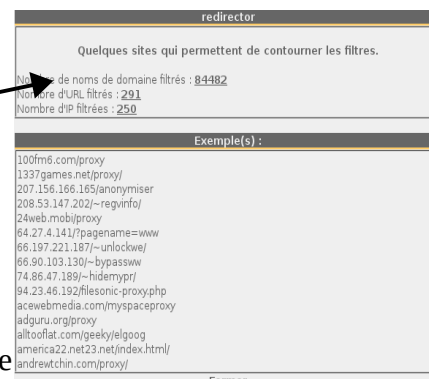 redirector
Quelques sites qui permettent de contourner les filtres.
Nombre de noms de domaine filtrés : 84482
Nombre d'URL filtrés : 291
Nombre d'IP filtrées : 250
Exemple(s) :
100fm6.com/proxy
1337games.net/proxy/
207.156.166.165/anonymiser
208.53.147.202/~regvinfo/
24web.mobi/proxy
64.27.4.141/?pagename=www
66.197.221.187/~unlockwe/
66.90.103.130/~bypassww
74.86.47.189/~hidemypr/
94.23.46.192/filesonic-proxy.php
acewebmedia.com/myspaceproxy
adguru.org/proxy
alltooflat.com/geeky/elgoog
america22.net23.net/index.html/
e andrewtchin.com/proxy/